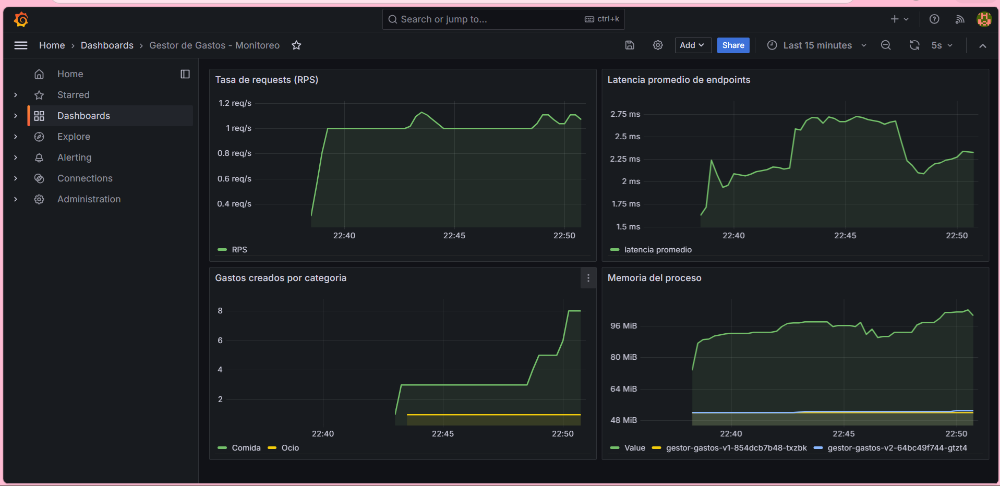 Search or jump to...
ctrl+k
Home › Dashboards › Gestor de Gastos - Monitoreo
Add
Share
Last 15 minutes
5s
Home
Starred
Dashboards
Explore
Alerting
Connections
Administration
Tasa de requests (RPS)
1.2 req/s
1 req/s
0.8 req/s
0.6 req/s
0.4 req/s
22:40 22:45 22:50
RPS
Latencia promedio de endpoints
2.75 ms
2.5 ms
2.25 ms
2 ms
1.75 ms
1.5 ms
22:40 22:45 22:50
latencia promedio
Gastos creados por categoria
8
6
4
2
22:40 22:45 22:50
Comida Ocio
Memoria del proceso
96 MiB
80 MiB
64 MiB
48 MiB
22:40 22:45 22:50
Value gestor-gastos-v1-854dcb7b48-txzbk gestor-gastos-v2-64bc49f744-gtzt4